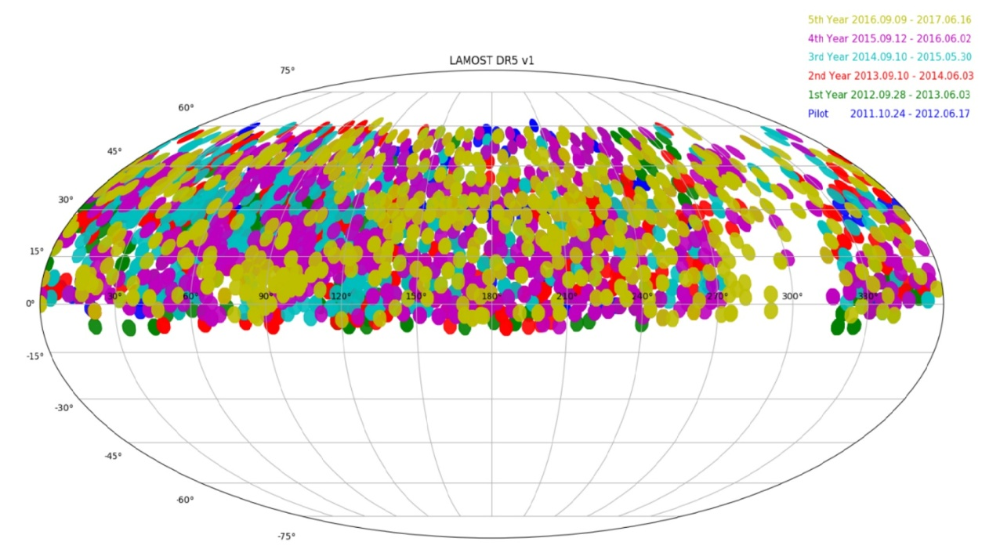 5th Year 2016.09.09 - 2017.06.16
4th Year 2015.09.12 - 2016.06.02
3rd Year 2014.09.10 - 2015.05.30
2nd Year 2013.09.10 - 2014.06.03
1st Year 2012.09.28 - 2013.06.03
Pilot 2011.10.24 - 2012.06.17
LAMOST DR5 v1
75°
60°
45°
30°
15°
0°
30° 60° 90° 120° 150° 180° 210° 240° 270° 300° 330°
-15°
-30°
-45°
-60°
-75°